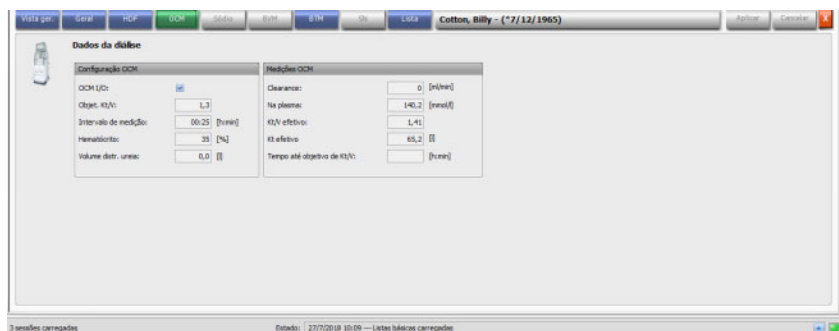 Vista ger. Geral HDF OCM Sódio BVM BTM SN Lista Cotton, Billy - (*7/12/1965) Aplicar Cancelar X
Dados da diálise
Configuração OCM
OCM I/O:
Objet. Kt/V: 1,3
Intervalo de medição: 00:25 [h:min]
Hematócrito: 35 [%]
Volume distr. ureia: 0,0 [l]
Medições OCM
Clearance: 0 [ml/min]
Na plasma: 140,2 [mmol/l]
Kt/V efetivo: 1,41
Kt efetivo 65,2 [l]
Tempo até objetivo de Kt/V: [h:min]
3 sessões carregadas Estado: 27/7/2018 10:09 --- Listas básicas carregadas